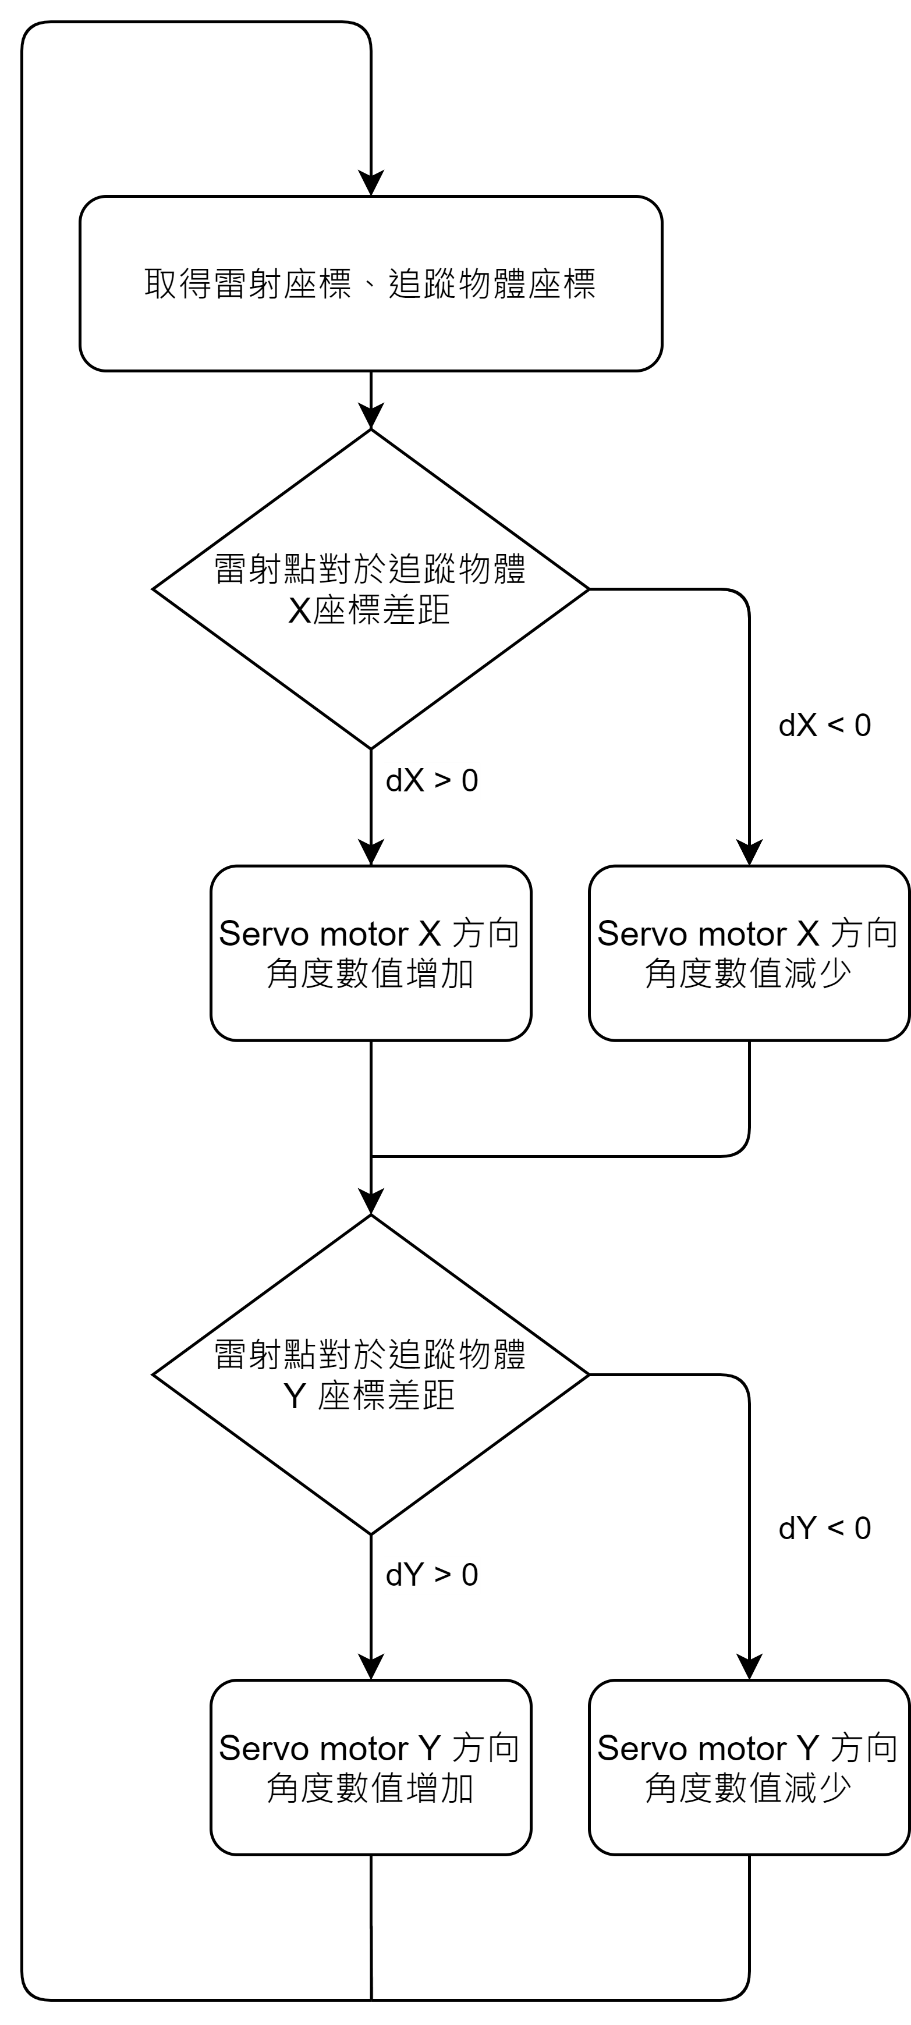 取得雷射座標、追蹤物體座標
雷射點對於追蹤物體
X座標差距
dX < 0
dX > 0
Servo motor X 方向
角度數值增加
Servo motor X 方向
角度數值減少
雷射點對於追蹤物體
Y 座標差距
dY < 0
dY > 0
Servo motor Y 方向
角度數值增加
Servo motor Y 方向
角度數值減少